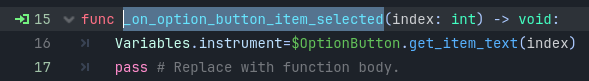 15 func _on_option_button_item_selected(index: int) -> void:
16 Variables.instrument=$OptionButton.get_item_text(index)
17 pass # Replace with function body.